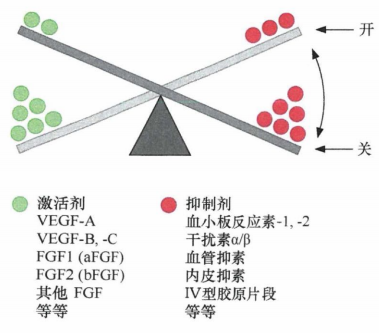 开
关
激活剂
VEGF-A
VEGF-B, -C
FGF1 (aFGF)
FGF2 (bFGF)
其他 FGF
等等
抑制剂
血小板反应素-1, -2
干扰素α/β
血管抑素
内皮抑素
Ⅳ型胶原片段
等等